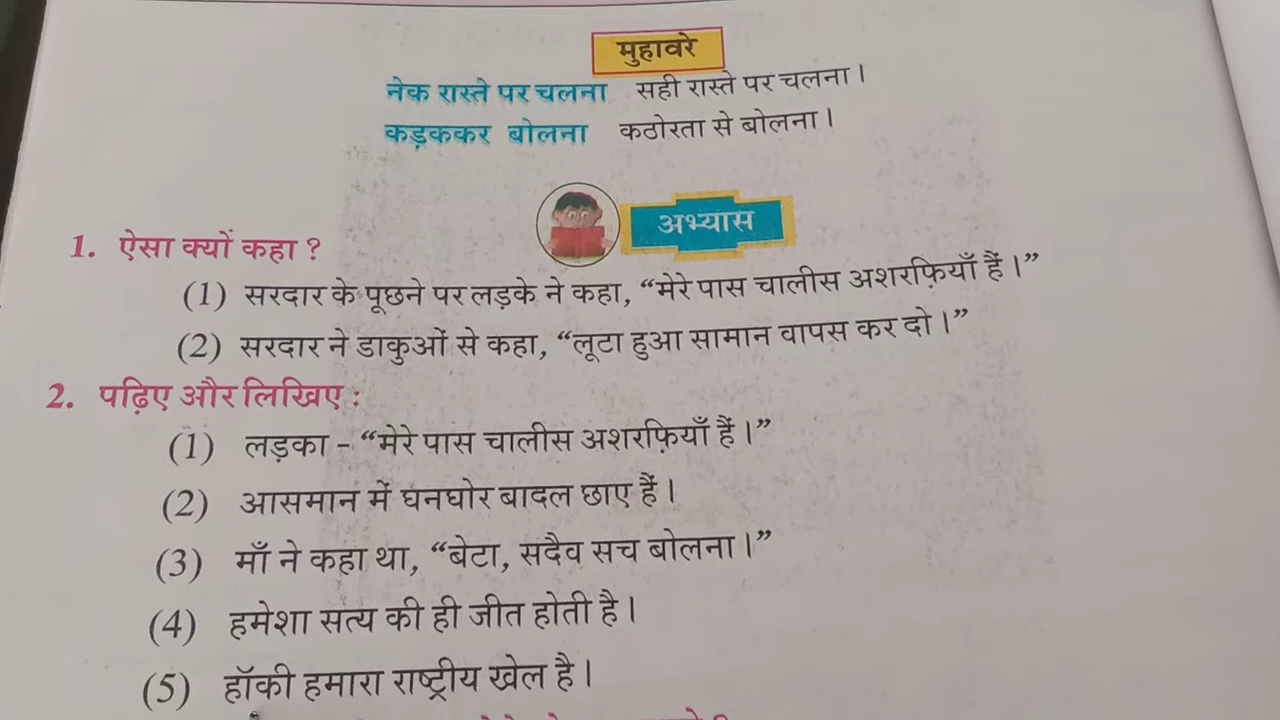 मुहावरे
नेक रास्ते पर चलना सही रास्ते पर चलना।
कड़ककर बोलना कठोरता से बोलना।
अभ्यास
1. ऐसा क्यों कहा ?
(1) सरदार के पूछने पर लड़के ने कहा, “मेरे पास चालीस अशरफ़ियाँ हैं।”
(2) सरदार ने डाकुओं से कहा, “लूटा हुआ सामान वापस कर दो।”
2. पढ़िए और लिखिए :
(1) लड़का – “मेरे पास चालीस अशरफ़ियाँ हैं।”
(2) आसमान में घनघोर बादल छाए हैं।
(3) माँ ने कहा था, “बेटा, सदैव सच बोलना।”
(4) हमेशा सत्य की ही जीत होती है।
(5) हॉकी हमारा राष्ट्रीय खेल है।